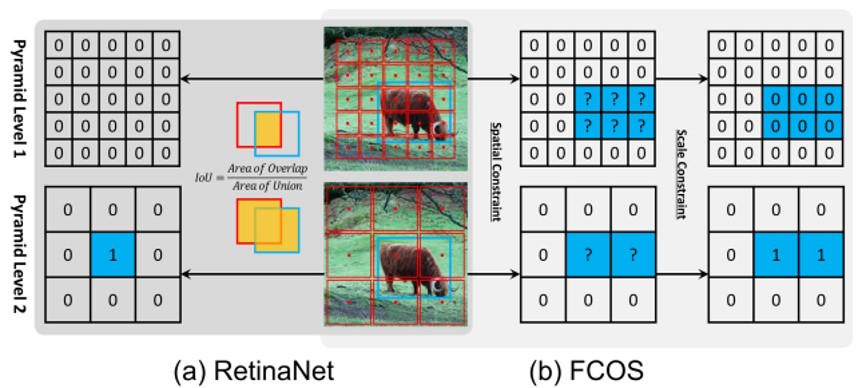 Pyramid Level 1
0 0 0 0 0
0 0 0 0 0
0 0 0 0 0
0 0 0 0 0
0 0 0 0 0
IoU = Area of Overlap
Area of Union
Spatial Constraint
0 0 0 0 0
0 0 0 0 0
0 0 ? ? ?
0 0 ? ? ?
0 0 0 0 0
Scale Constraint
0 0 0 0 0
0 0 0 0 0
0 0 0 0 0
0 0 0 0 0
0 0 0 0 0
Pyramid Level 2
0 0 0
0 1 0
0 0 0
0 0 0
0 ? ?
0 0 0
0 0 0
0 1 1
0 0 0
(a) RetinaNet
(b) FCOS